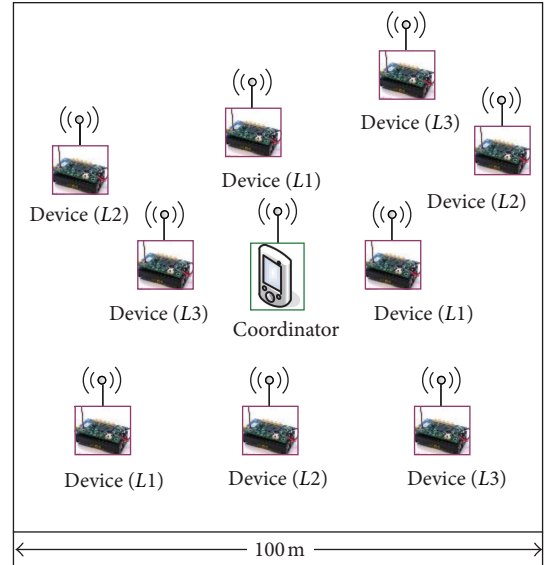 Device (L3)
Device (L1)
Device (L2)
Device (L2)
Device (L3)
Device (L1)
Coordinator
Device (L1)
Device (L2)
Device (L3)
100 m